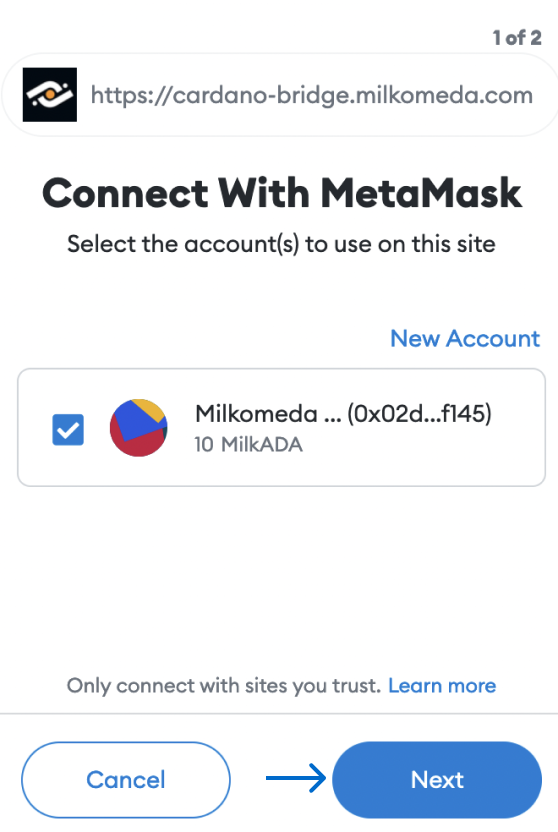 1 of 2
https://cardano-bridge.milkomeda.com
Connect With MetaMask
Select the account(s) to use on this site
New Account
Milkomeda ... (0x02d...f145)
10 MilkADA
Only connect with sites you trust. Learn more
Cancel Next